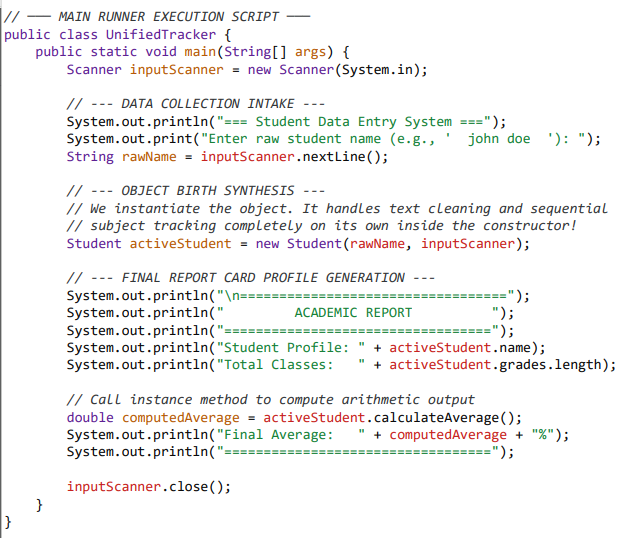 // —— MAIN RUNNER EXECUTION SCRIPT ——
public class UnifiedTracker {
    public static void main(String[] args) {
        Scanner inputScanner = new Scanner(System.in);

        // --- DATA COLLECTION INTAKE ---
        System.out.println("=== Student Data Entry System ===");
        System.out.print("Enter raw student name (e.g., '  john doe  '): ");
        String rawName = inputScanner.nextLine();

        // --- OBJECT BIRTH SYNTHESIS ---
        // We instantiate the object. It handles text cleaning and sequential
        // subject tracking completely on its own inside the constructor!
        Student activeStudent = new Student(rawName, inputScanner);

        // --- FINAL REPORT CARD PROFILE GENERATION ---
        System.out.println("\n==================================");
        System.out.println("         ACADEMIC REPORT          ");
        System.out.println("==================================");
        System.out.println("Student Profile: " + activeStudent.name);
        System.out.println("Total Classes:   " + activeStudent.grades.length);

        // Call instance method to compute arithmetic output
        double computedAverage = activeStudent.calculateAverage();
        System.out.println("Final Average:   " + computedAverage + "%");
        System.out.println("==================================");

        inputScanner.close();
    }
}